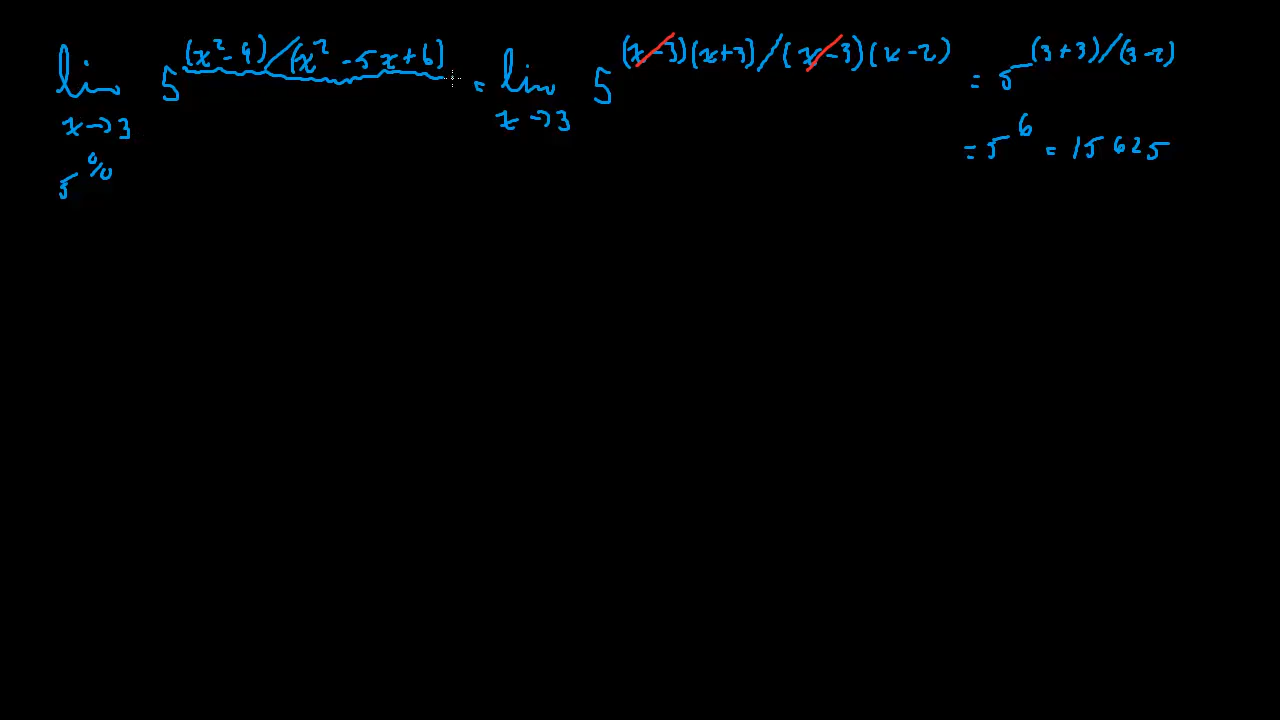 lim 5^(x²-9)/(x²-5x+6) = lim 5^(x-3)(x+3)/(x-3)(x-2) = 5^(3+3)/(3-2)
x→3 x→3
= 5^6 = 15625
5^0/0